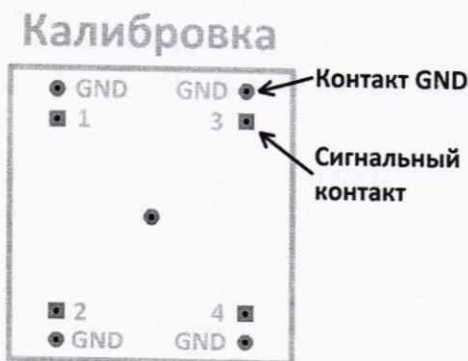 Калибровка
GND GND
Контакт GND
1 3
Сигнальный
контакт
2 4
GND GND